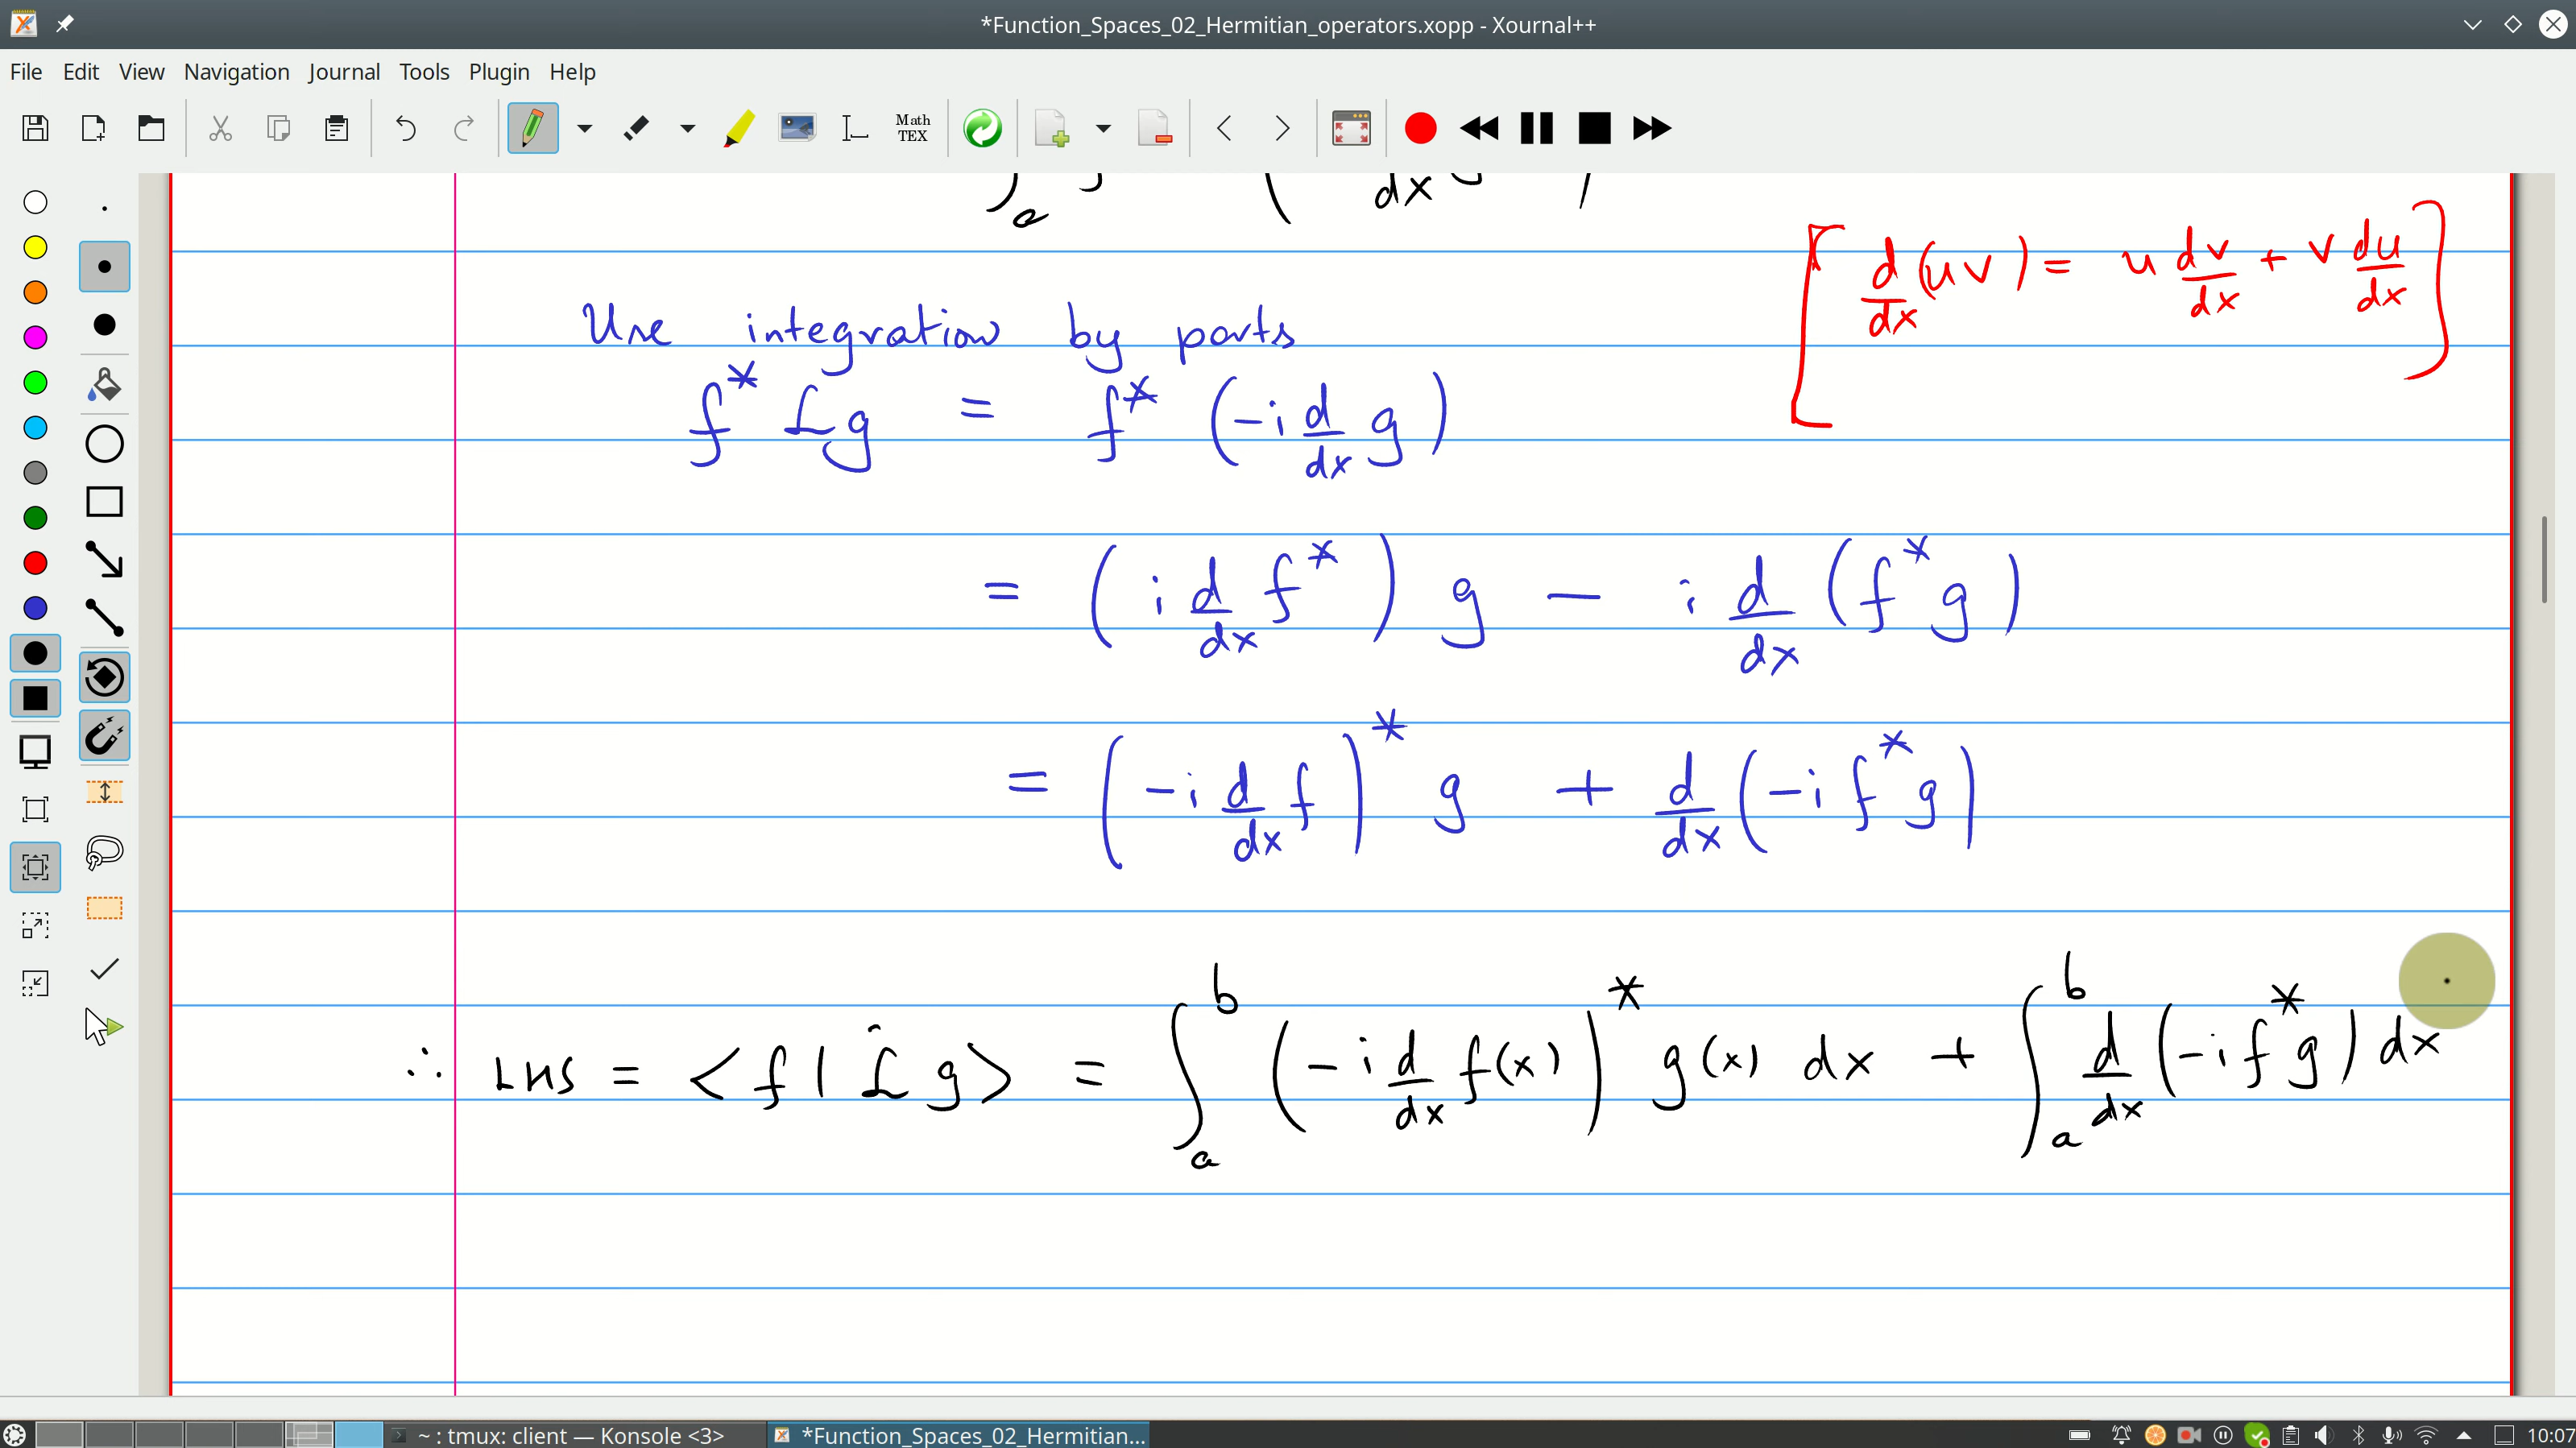 *Function_Spaces_02_Hermitian_operators.xopp - Xournal++
File Edit View Navigation Journal Tools Plugin Help
Math
TEX
∫_a dx
[ d/dx (uv) = u dv/dx + v du/dx ]
Use integration by parts
f* £g = f* (-i d/dx g)
= (i d/dx f*) g - i d/dx (f* g)
= (-i d/dx f)* g + d/dx (-i f* g)
∴ LHS = <f | £ g> = ∫_a^b (-i d/dx f(x))* g(x) dx + ∫_a^b d/dx (-i f* g) dx
~ : tmux: client — Konsole <3>
*Function_Spaces_02_Hermitian...
10:07